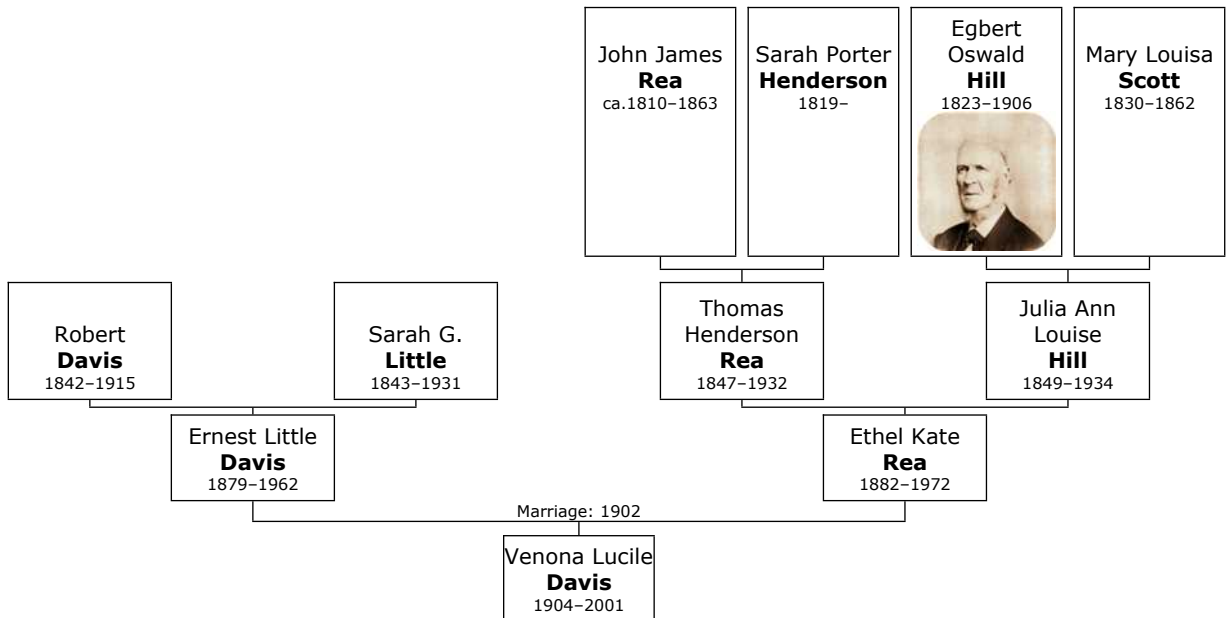 John James
Rea
ca.1810–1863
Sarah Porter
Henderson
1819–
Egbert
Oswald
Hill
1823–1906
Mary Louisa
Scott
1830–1862
Robert
Davis
1842–1915
Sarah G.
Little
1843–1931
Thomas
Henderson
Rea
1847–1932
Julia Ann
Louise
Hill
1849–1934
Ernest Little
Davis
1879–1962
Ethel Kate
Rea
1882–1972
Marriage: 1902
Venona Lucile
Davis
1904–2001